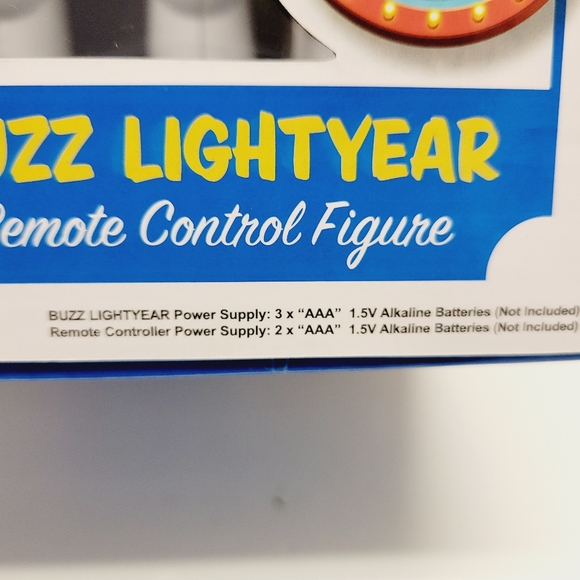 UZZ LIGHTYEAR
Remote Control Figure
BUZZ LIGHTYEAR Power Supply: 3 x “AAA” 1.5V Alkaline Batteries (Not Included)
Remote Controller Power Supply: 2 x “AAA” 1.5V Alkaline Batteries (Not Included)